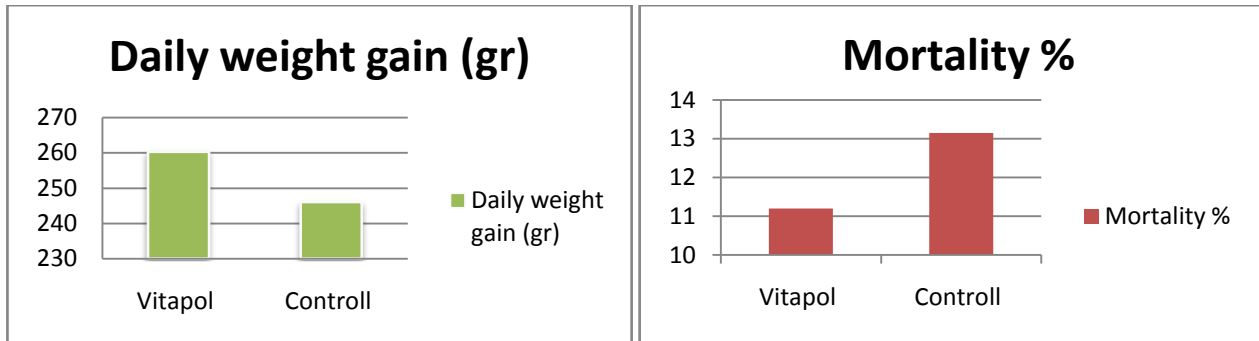 Daily weight gain (gr)
270
260
250
240
230
Vitapol
Controll
Daily weight
gain (gr)
Mortality %
14
13
12
11
10
Vitapol
Controll
Mortality %